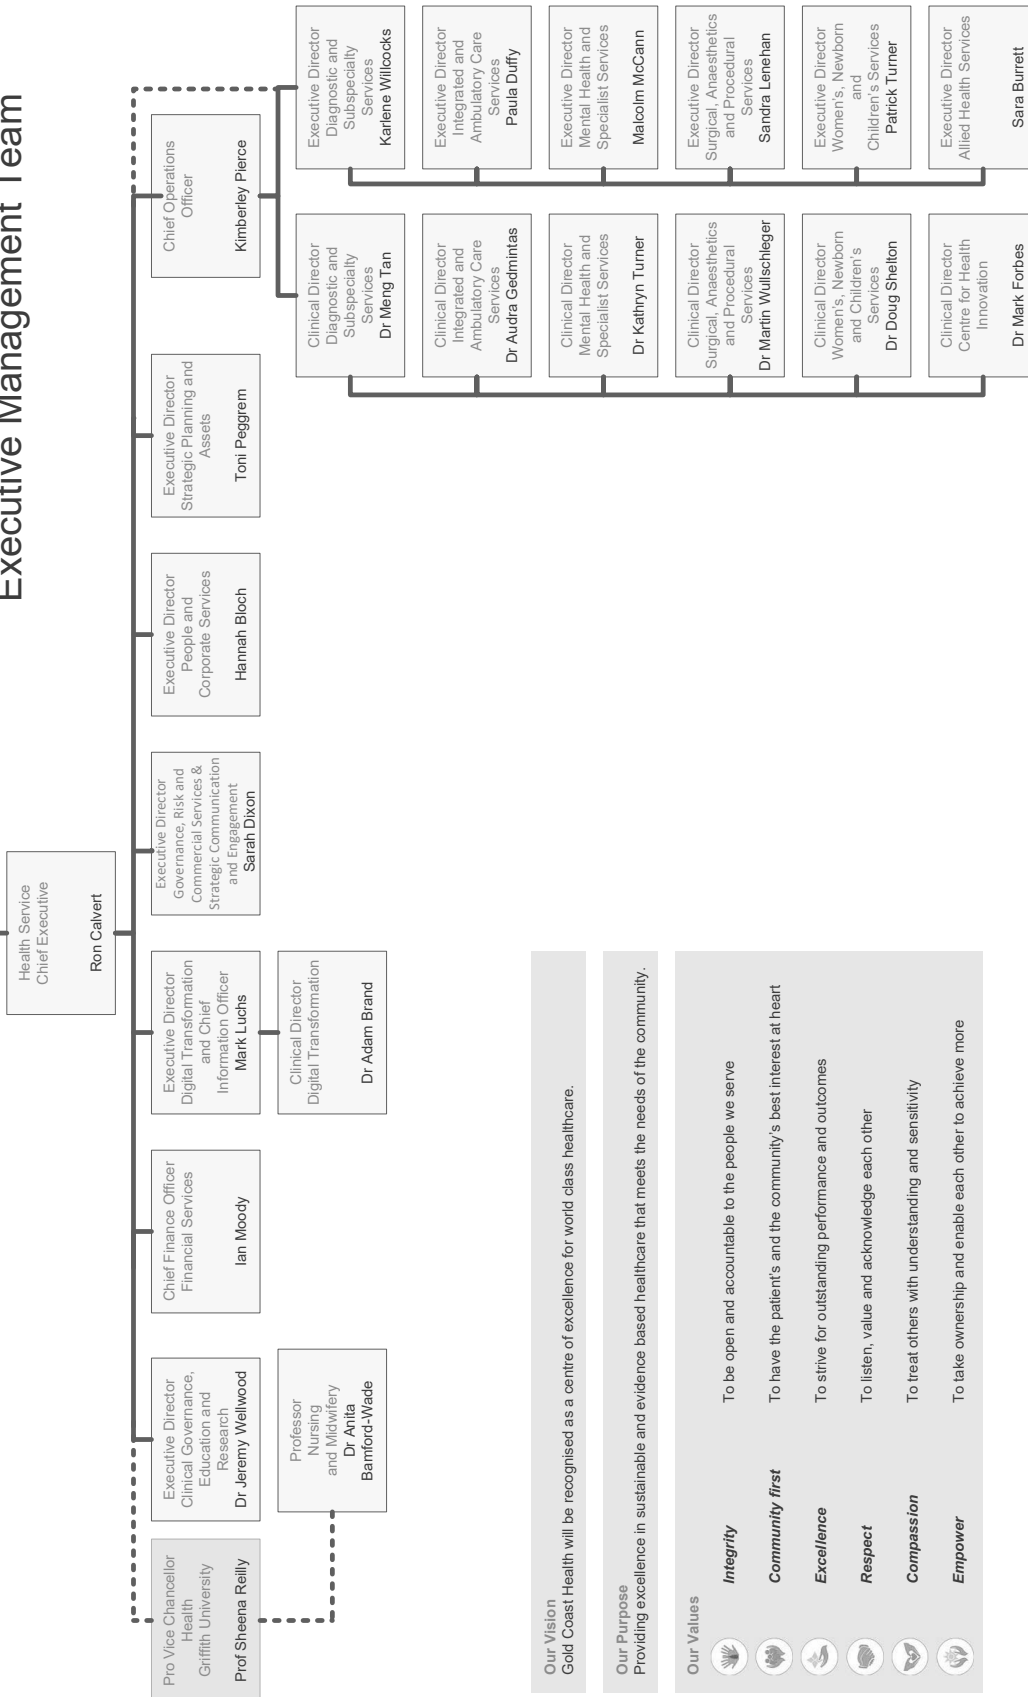 Executive Management Team
Health Service
Chief Executive
Ron Calvert
Pro Vice Chancellor
Health
Griffith University
Prof Sheena Reilly
Executive Director
Clinical Governance,
Education and
Research
Dr Jeremy Wellwood
Professor
Nursing
and Midwifery
Dr Anita
Bamford-Wade
Chief Finance Officer
Financial Services
Ian Moody
Executive Director
Digital Transformation
and Chief
Information Officer
Mark Luchs
Clinical Director
Digital Transformation
Dr Adam Brand
Executive Director
Governance, Risk and
Commercial Services &
Strategic Communication
and Engagement
Sarah Dixon
Executive Director
People and
Corporate Services
Hannah Bloch
Executive Director
Strategic Planning and
Assets
Toni Peggrem
Chief Operations
Officer
Kimberley Pierce
Clinical Director
Diagnostic and
Subspecialty
Services
Dr Meng Tan
Executive Director
Diagnostic and
Subspecialty
Services
Karlene Willcocks
Clinical Director
Integrated and
Ambulatory Care
Services
Dr Audra Gedmintas
Executive Director
Integrated and
Ambulatory Care
Services
Paula Duffy
Clinical Director
Mental Health and
Specialist Services
Dr Kathryn Turner
Executive Director
Mental Health and
Specialist Services
Malcolm McCann
Clinical Director
Surgical, Anaesthetics
and Procedural
Services
Dr Martin Wullschleger
Executive Director
Surgical, Anaesthetics
and Procedural
Services
Sandra Lenehan
Clinical Director
Women's, Newborn
and Children's
Services
Dr Doug Shelton
Executive Director
Women's, Newborn
and
Children's Services
Patrick Turner
Clinical Director
Centre for Health
Innovation
Dr Mark Forbes
Executive Director
Allied Health Services
Sara Burrett
Our Vision
Gold Coast Health will be recognised as a centre of excellence for world class healthcare.
Our Purpose
Providing excellence in sustainable and evidence based healthcare that meets the needs of the community.
Our Values
Integrity To be open and accountable to the people we serve
Community first To have the patient's and the community's best interest at heart
Excellence To strive for outstanding performance and outcomes
Respect To listen, value and acknowledge each other
Compassion To treat others with understanding and sensitivity
Empower To take ownership and enable each other to achieve more